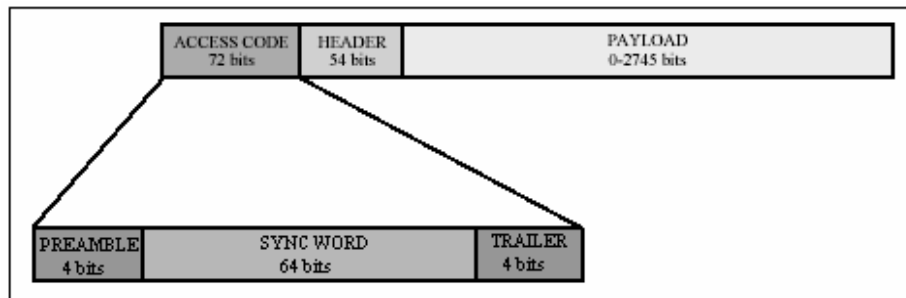 ACCESS CODE
72 bits
HEADER
54 bits
PAYLOAD
0-2745 bits
PREAMBLE
4 bits
SYNC WORD
64 bits
TRAILER
4 bits